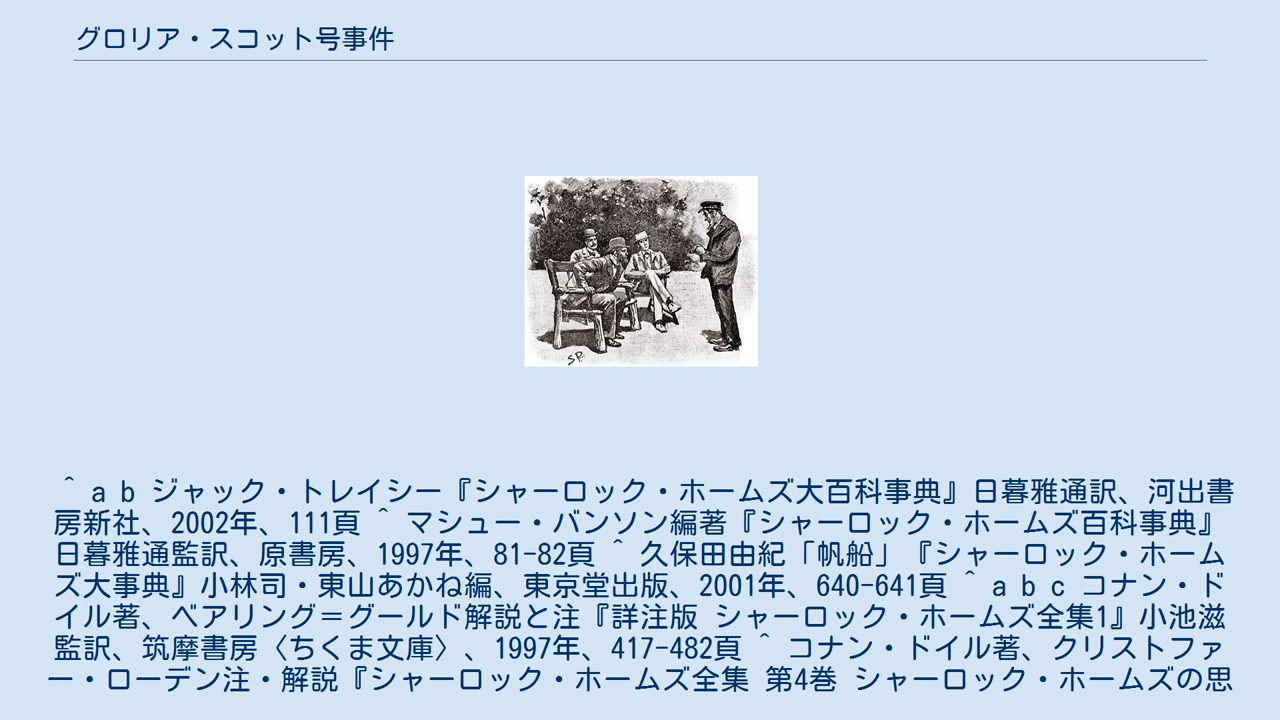 グロリア・スコット号事件
SP
^ a b ジャック・トレイシー『シャーロック・ホームズ大百科事典』日暮雅通訳、河出書
房新社、2002年、111頁 ^ マシュー・バンソン編著『シャーロック・ホームズ百科事典』
日暮雅通監訳、原書房、1997年、81-82頁 ^ 久保田由紀「帆船」『シャーロック・ホーム
ズ大事典』小林司・東山あかね編、東京堂出版、2001年、640-641頁 ^ a b c コナン・ド
イル著、ベアリング＝グールド解説と注『詳注版 シャーロック・ホームズ全集1』小池滋
監訳、筑摩書房〈ちくま文庫〉、1997年、417-482頁 ^ コナン・ドイル著、クリストファ
ー・ローデン注・解説『シャーロック・ホームズ全集 第4巻 シャーロック・ホームズの思